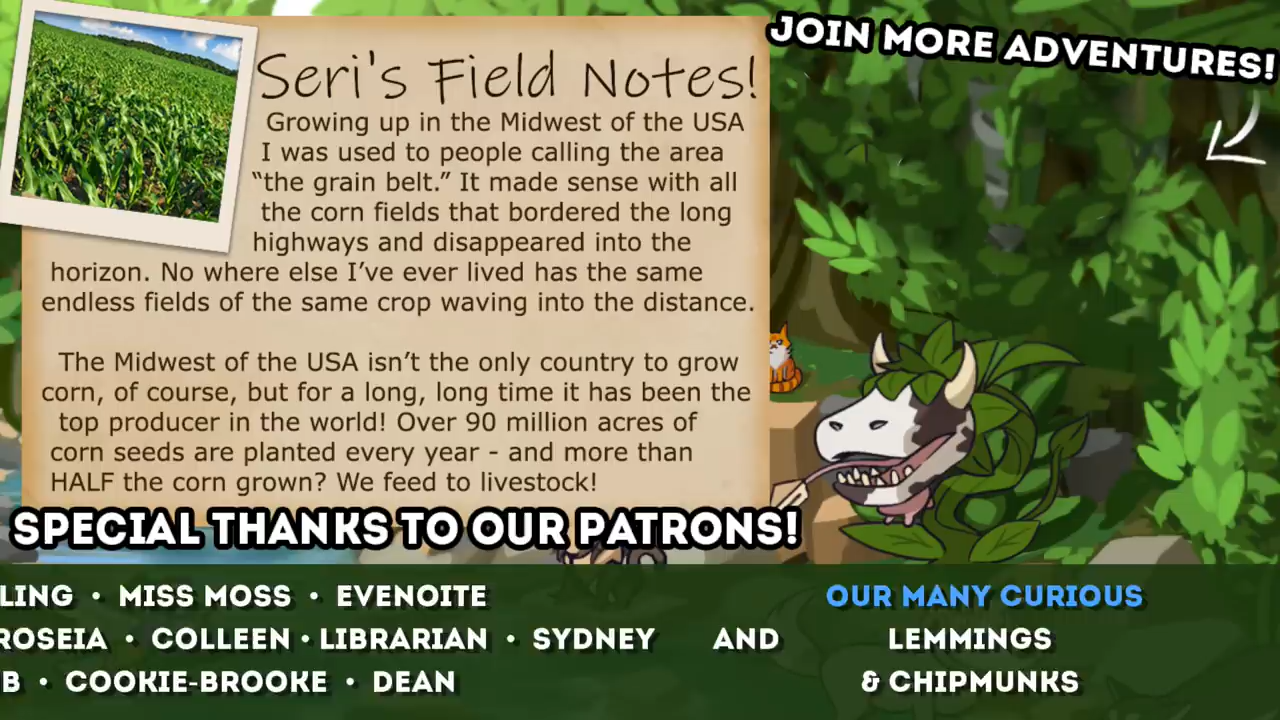 JOIN MORE ADVENTURES!
Seri's Field Notes!
Growing up in the Midwest of the USA
I was used to people calling the area
“the grain belt.” It made sense with all
the corn fields that bordered the long
highways and disappeared into the
horizon. No where else I’ve ever lived has the same
endless fields of the same crop waving into the distance.
The Midwest of the USA isn’t the only country to grow
corn, of course, but for a long, long time it has been the
top producer in the world! Over 90 million acres of
corn seeds are planted every year - and more than
HALF the corn grown? We feed to livestock!
SPECIAL THANKS TO OUR PATRONS!
LING • MISS MOSS • EVENOITE
ROSEIA • COLLEEN • LIBRARIAN • SYDNEY AND
B • COOKIE-BROOKE • DEAN
OUR MANY CURIOUS
LEMMINGS
& CHIPMUNKS